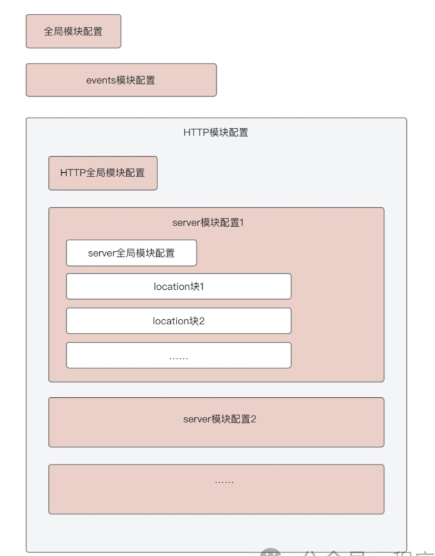 全局模块配置
events模块配置
HTTP模块配置
HTTP全局模块配置
server模块配置1
server全局模块配置
location块1
location块2
……
server模块配置2
……